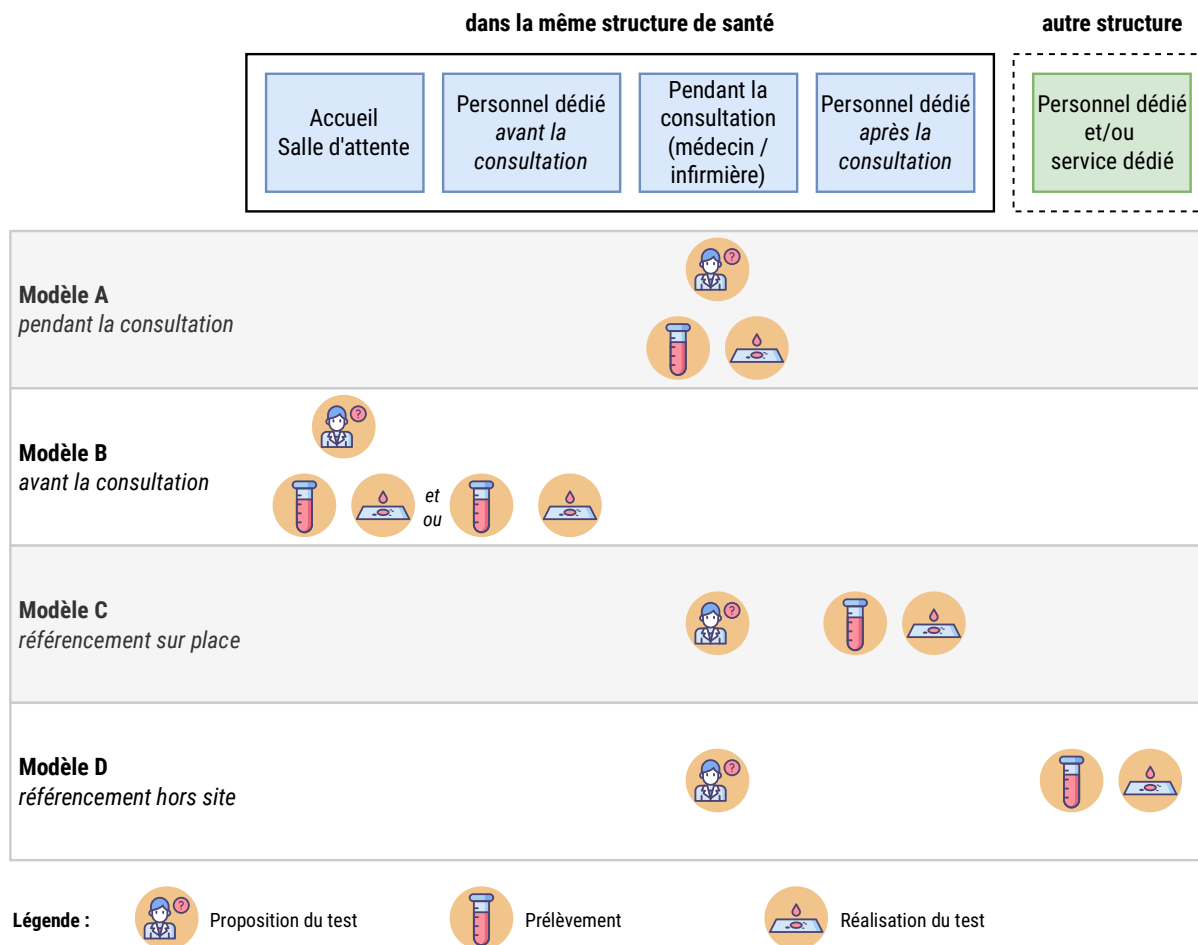 dans la même structure de santé
autre structure
Accueil
Salle d'attente
Personnel dédié
avant la
consultation
Pendant la
consultation
(médecin /
infirmière)
Personnel dédié
après la
consultation
Personnel dédié
et/ou
service dédié
Modèle A
pendant la consultation
?
Modèle B
avant la consultation
?
et
ou
Modèle C
référencement sur place
?
Modèle D
référencement hors site
?
Légende :
?
Proposition du test
Prélèvement
Réalisation du test